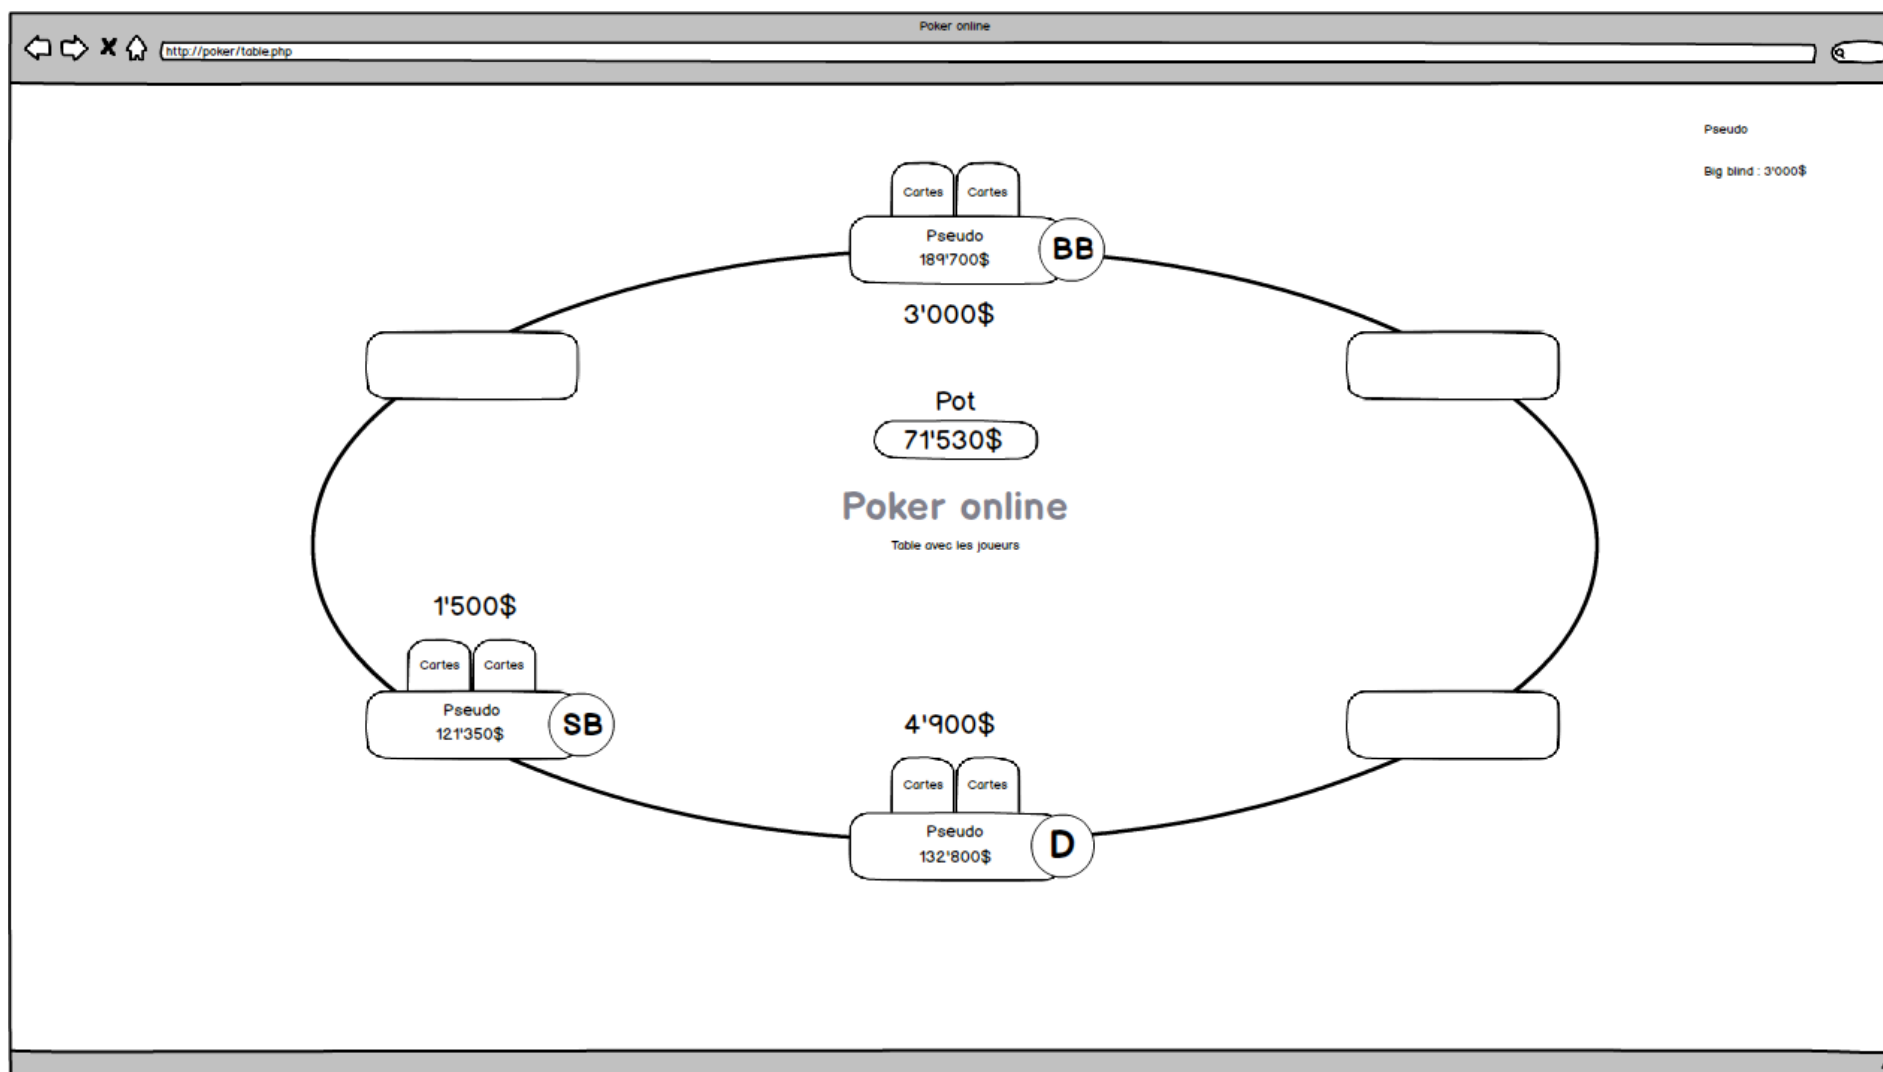 Poker online
http://poker/table.php
Pseudo
Big blind : 3'000$
Cartes Cartes
Pseudo
189'700$
BB
3'000$
Pot
71'530$
Poker online
Table avec les joueurs
1'500$
Cartes Cartes
Pseudo
121'350$
SB
4'900$
Cartes Cartes
Pseudo
132'800$
D